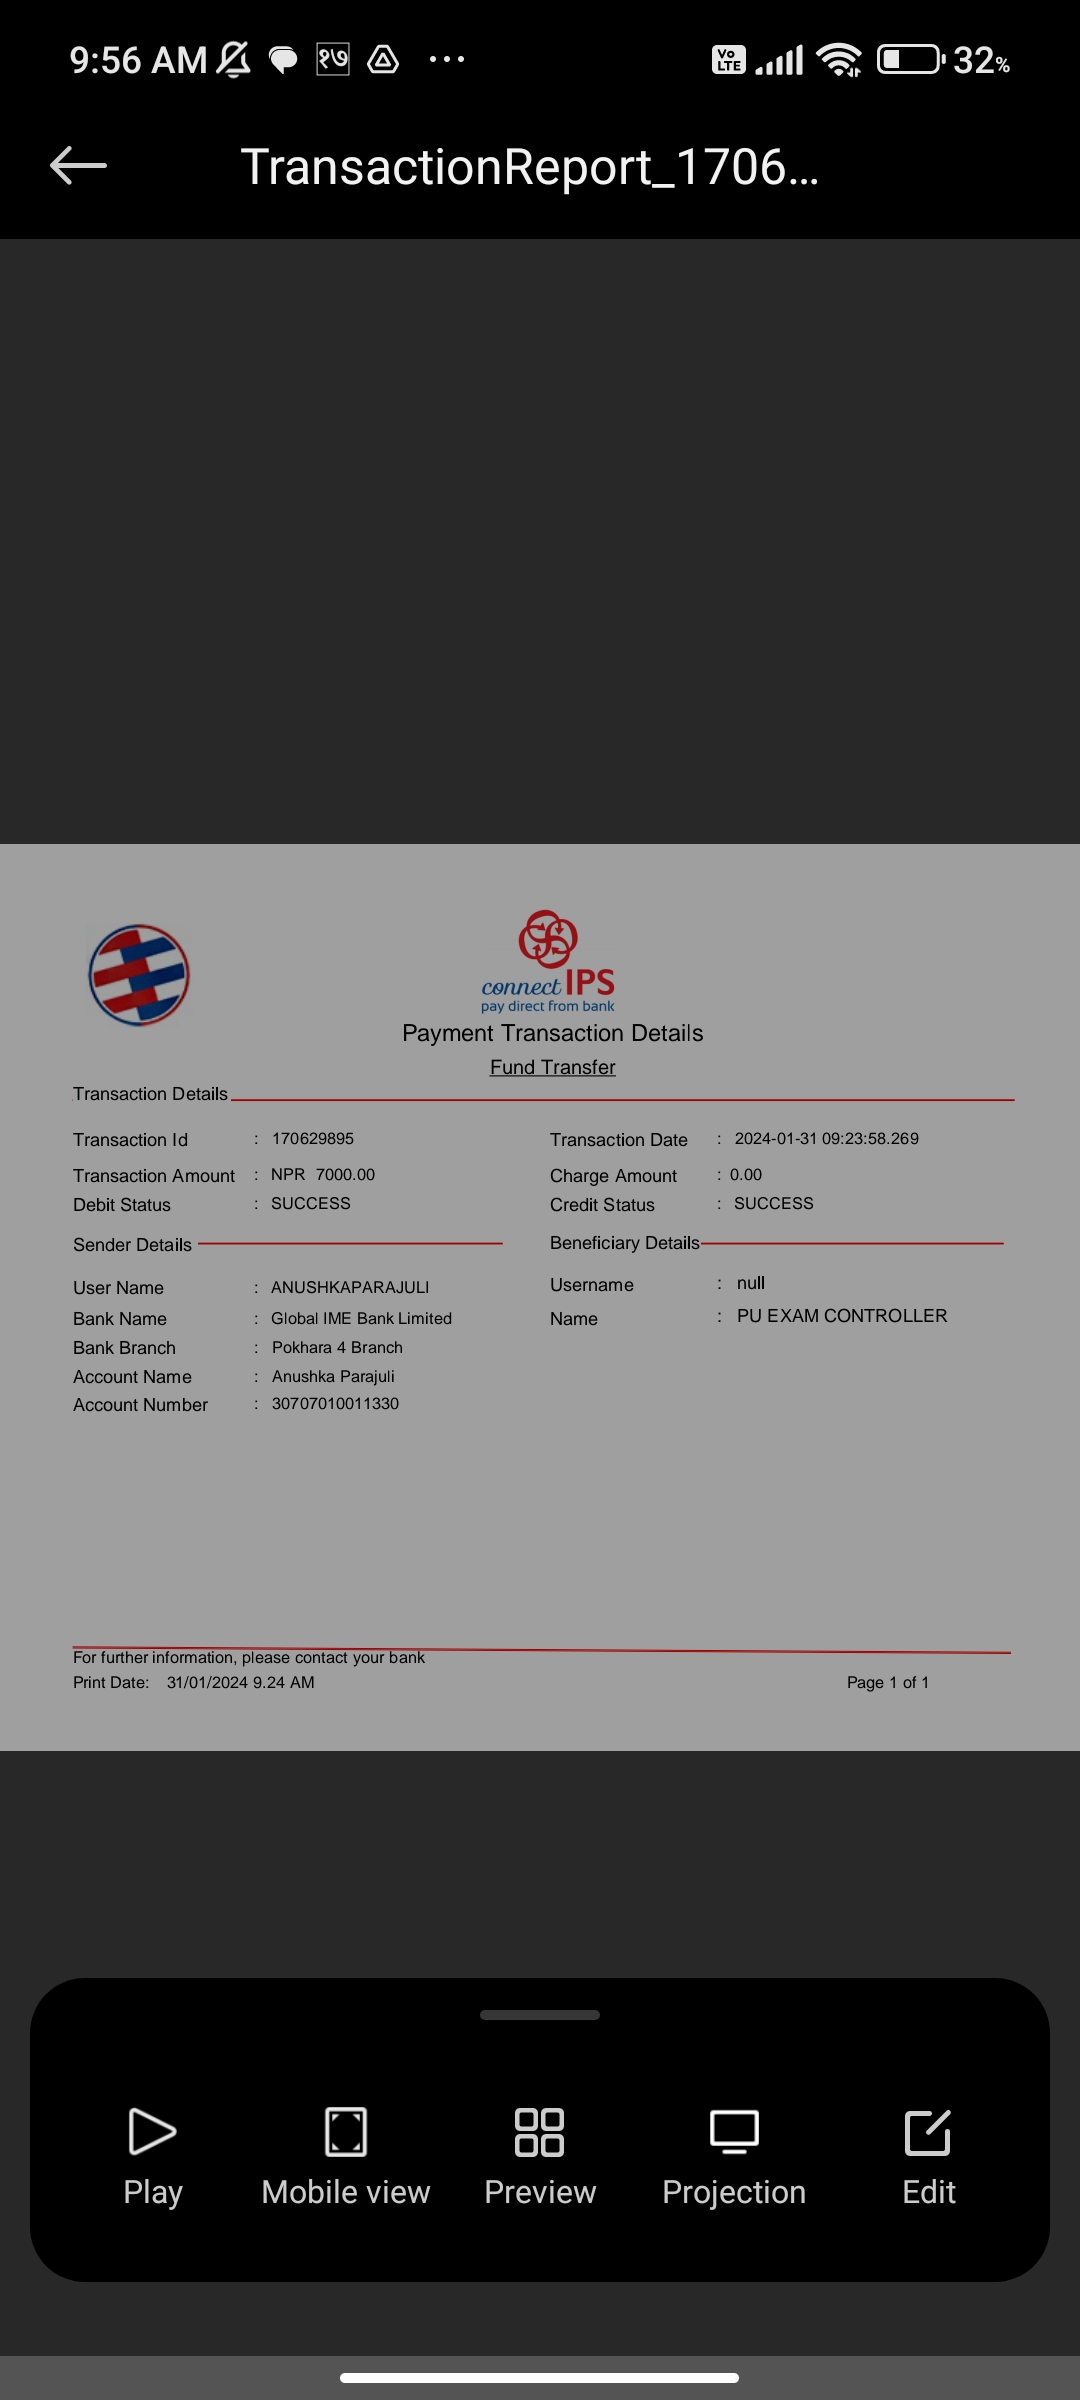 9:56 AM १७ ... Vo LTE 32%
TransactionReport_1706...
connectIPS
pay direct from bank
Payment Transaction Details
Fund Transfer
Transaction Details
Transaction Id : 170629895 Transaction Date : 2024-01-31 09:23:58.269
Transaction Amount : NPR 7000.00 Charge Amount : 0.00
Debit Status : SUCCESS Credit Status : SUCCESS
Sender Details Beneficiary Details
User Name : ANUSHKAPARAJULI Username : null
Bank Name : Global IME Bank Limited Name : PU EXAM CONTROLLER
Bank Branch : Pokhara 4 Branch
Account Name : Anushka Parajuli
Account Number : 30707010011330
For further information, please contact your bank
Print Date: 31/01/2024 9.24 AM Page 1 of 1
Play Mobile view Preview Projection Edit